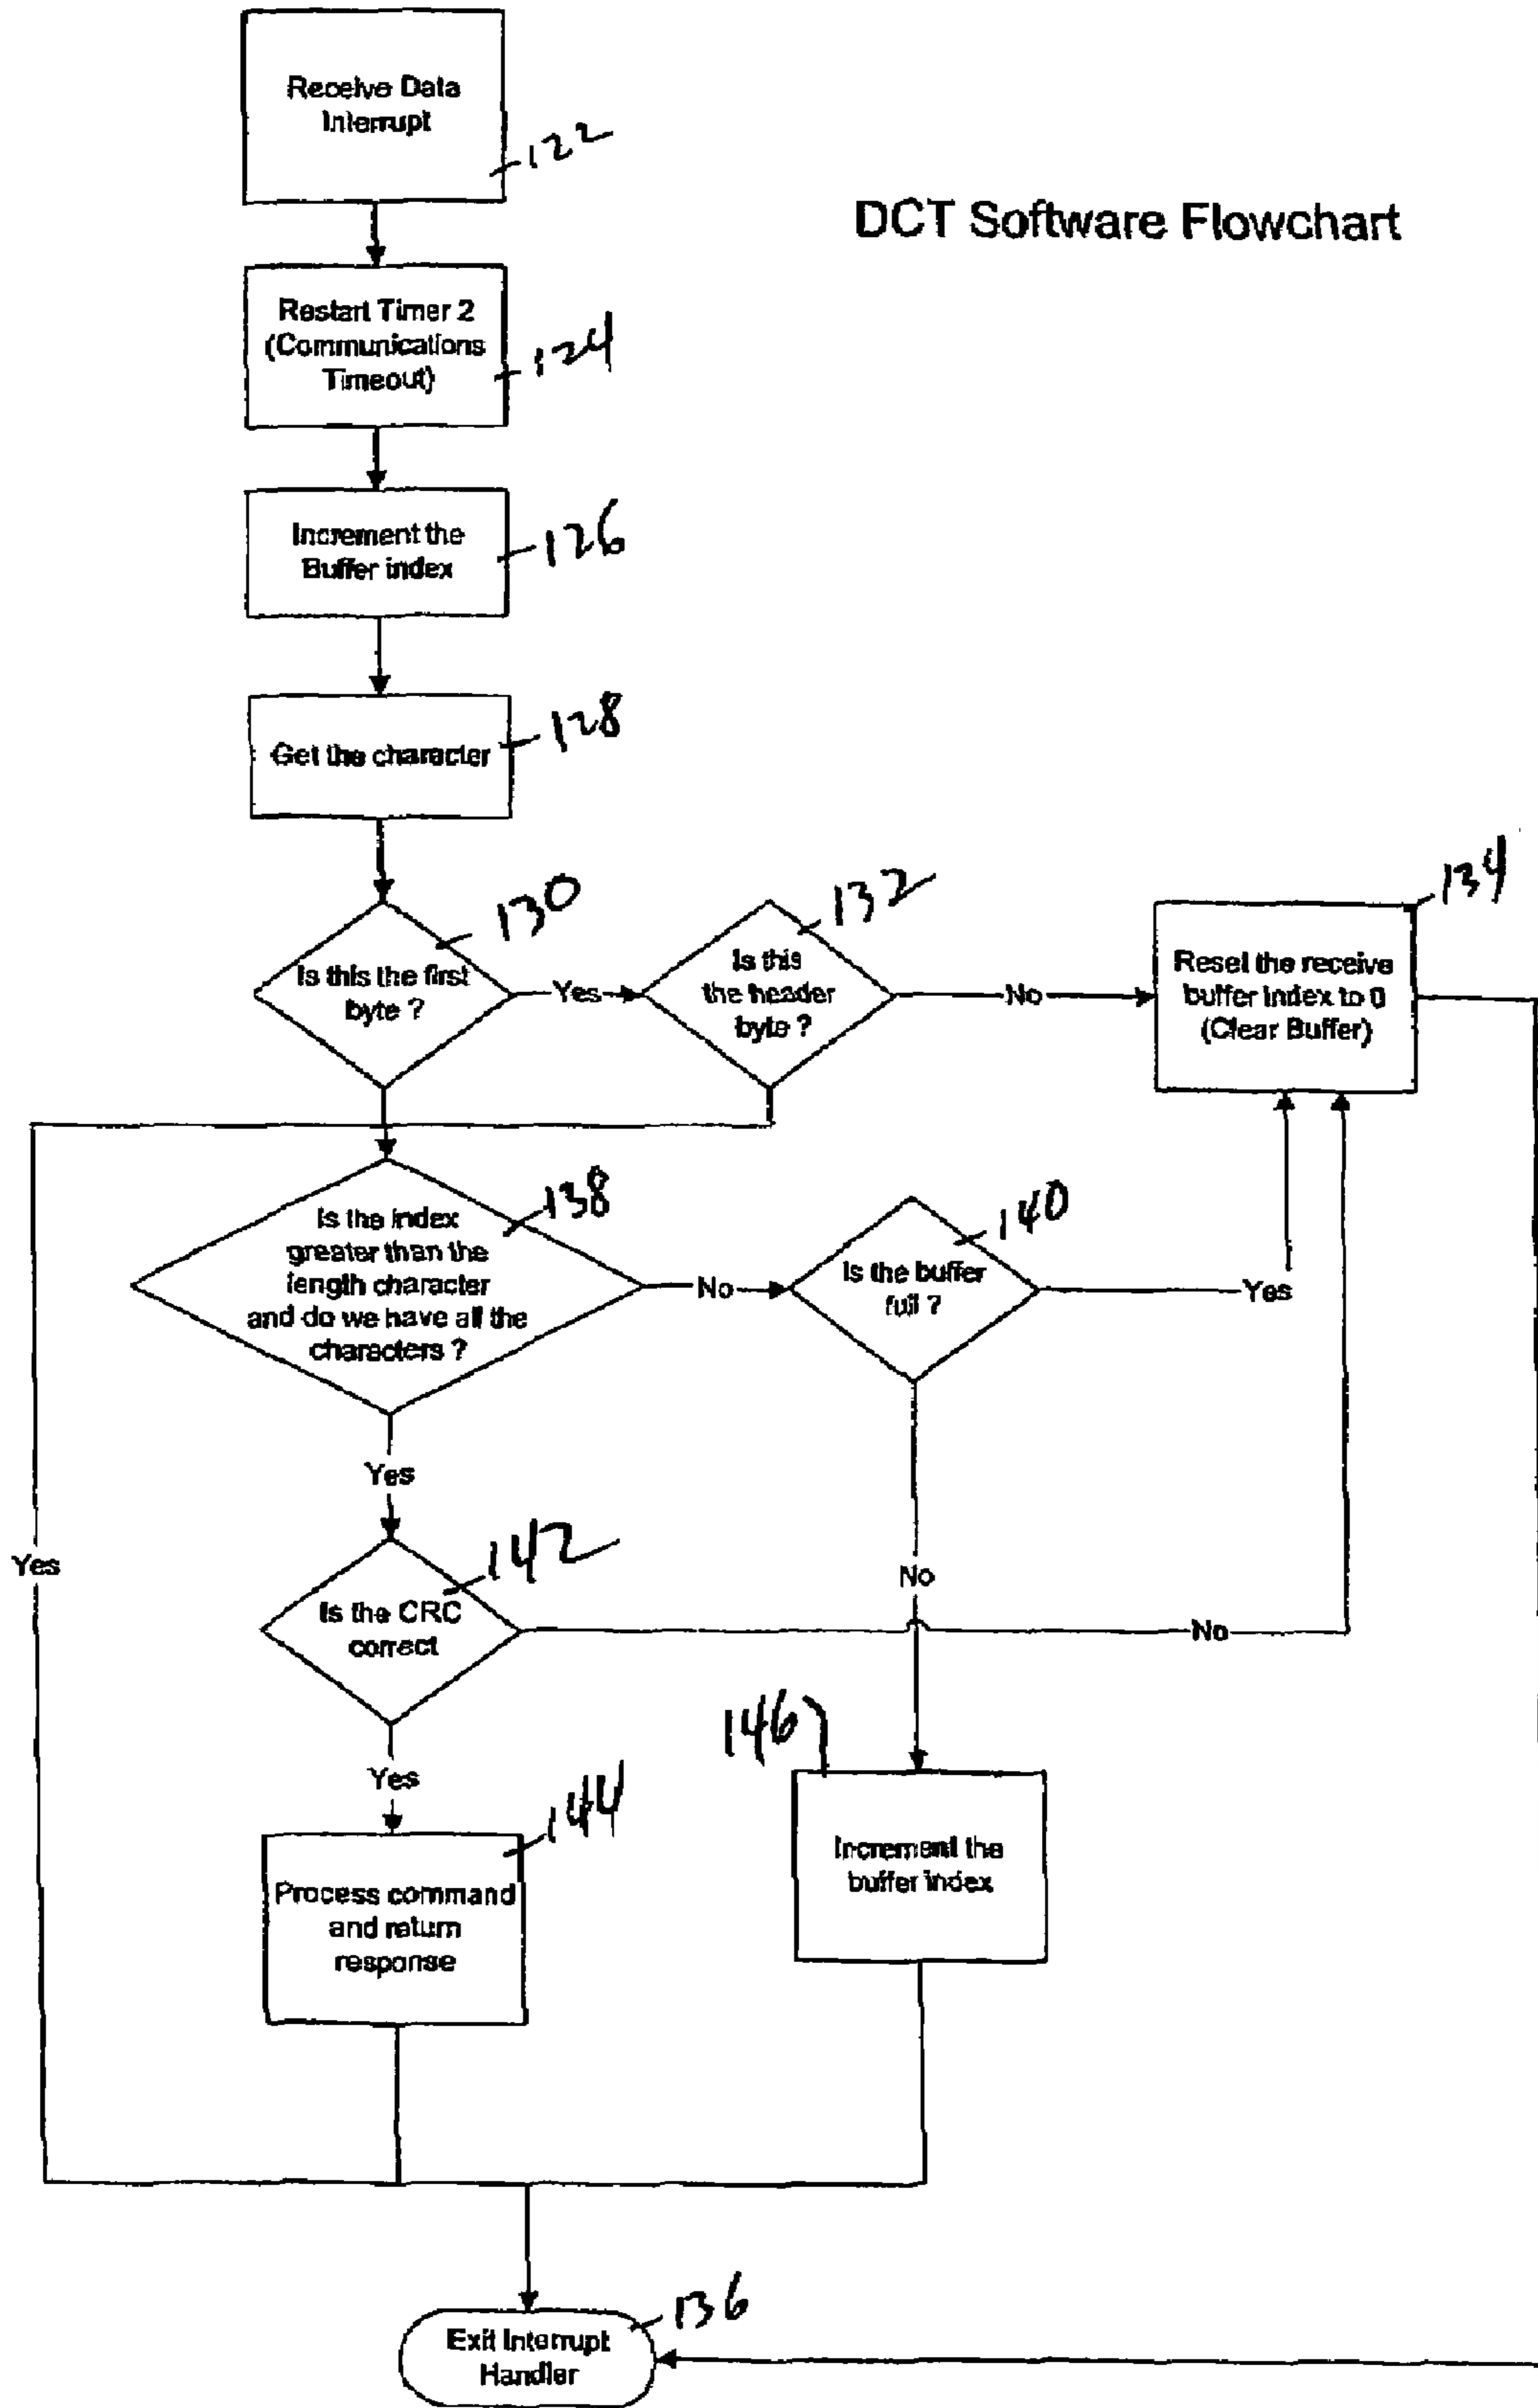 Receive Data
Interrupt
122
DCT Software Flowchart
Restart Timer 2
(Communications
Timeout)
124
Increment the
Buffer index
126
Get the character
128
130
Is this the first
byte ?
Yes
132
Is this
the header
byte ?
No
134
Reset the receive
buffer index to 0
(Clear Buffer)
138
Is the index
greater than the
length character
and do we have all the
characters ?
No
140
Is the buffer
full ?
Yes
Yes
Yes
142
Is the CRC
correct
No
No
Yes
144
Process command
and return
response
146
Increment the
buffer index
136
Exit Interrupt
Handler